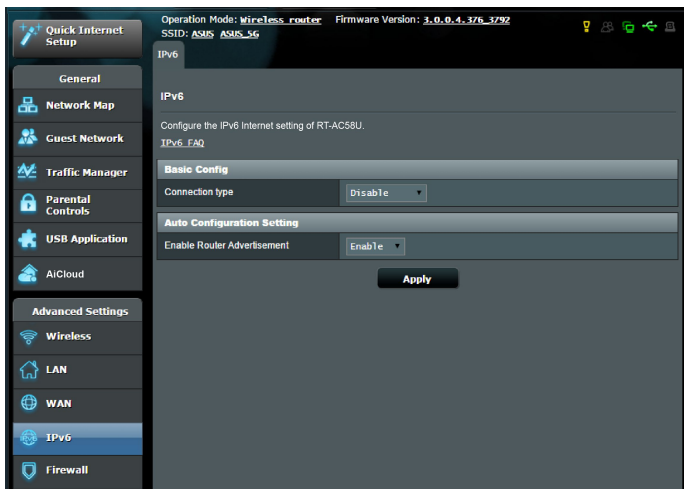 Quick Internet
Setup
Operation Mode: Wireless router Firmware Version: 3.0.0.4.376_3792
SSID: ASUS ASUS_5G
IPv6
General
Network Map
Guest Network
Traffic Manager
Parental
Controls
USB Application
AiCloud
Advanced Settings
Wireless
LAN
WAN
IPv6
Firewall
IPv6
Configure the IPv6 Internet setting of RT-AC58U.
IPv6 FAQ
Basic Config
Connection type Disable
Auto Configuration Setting
Enable Router Advertisement Enable
Apply